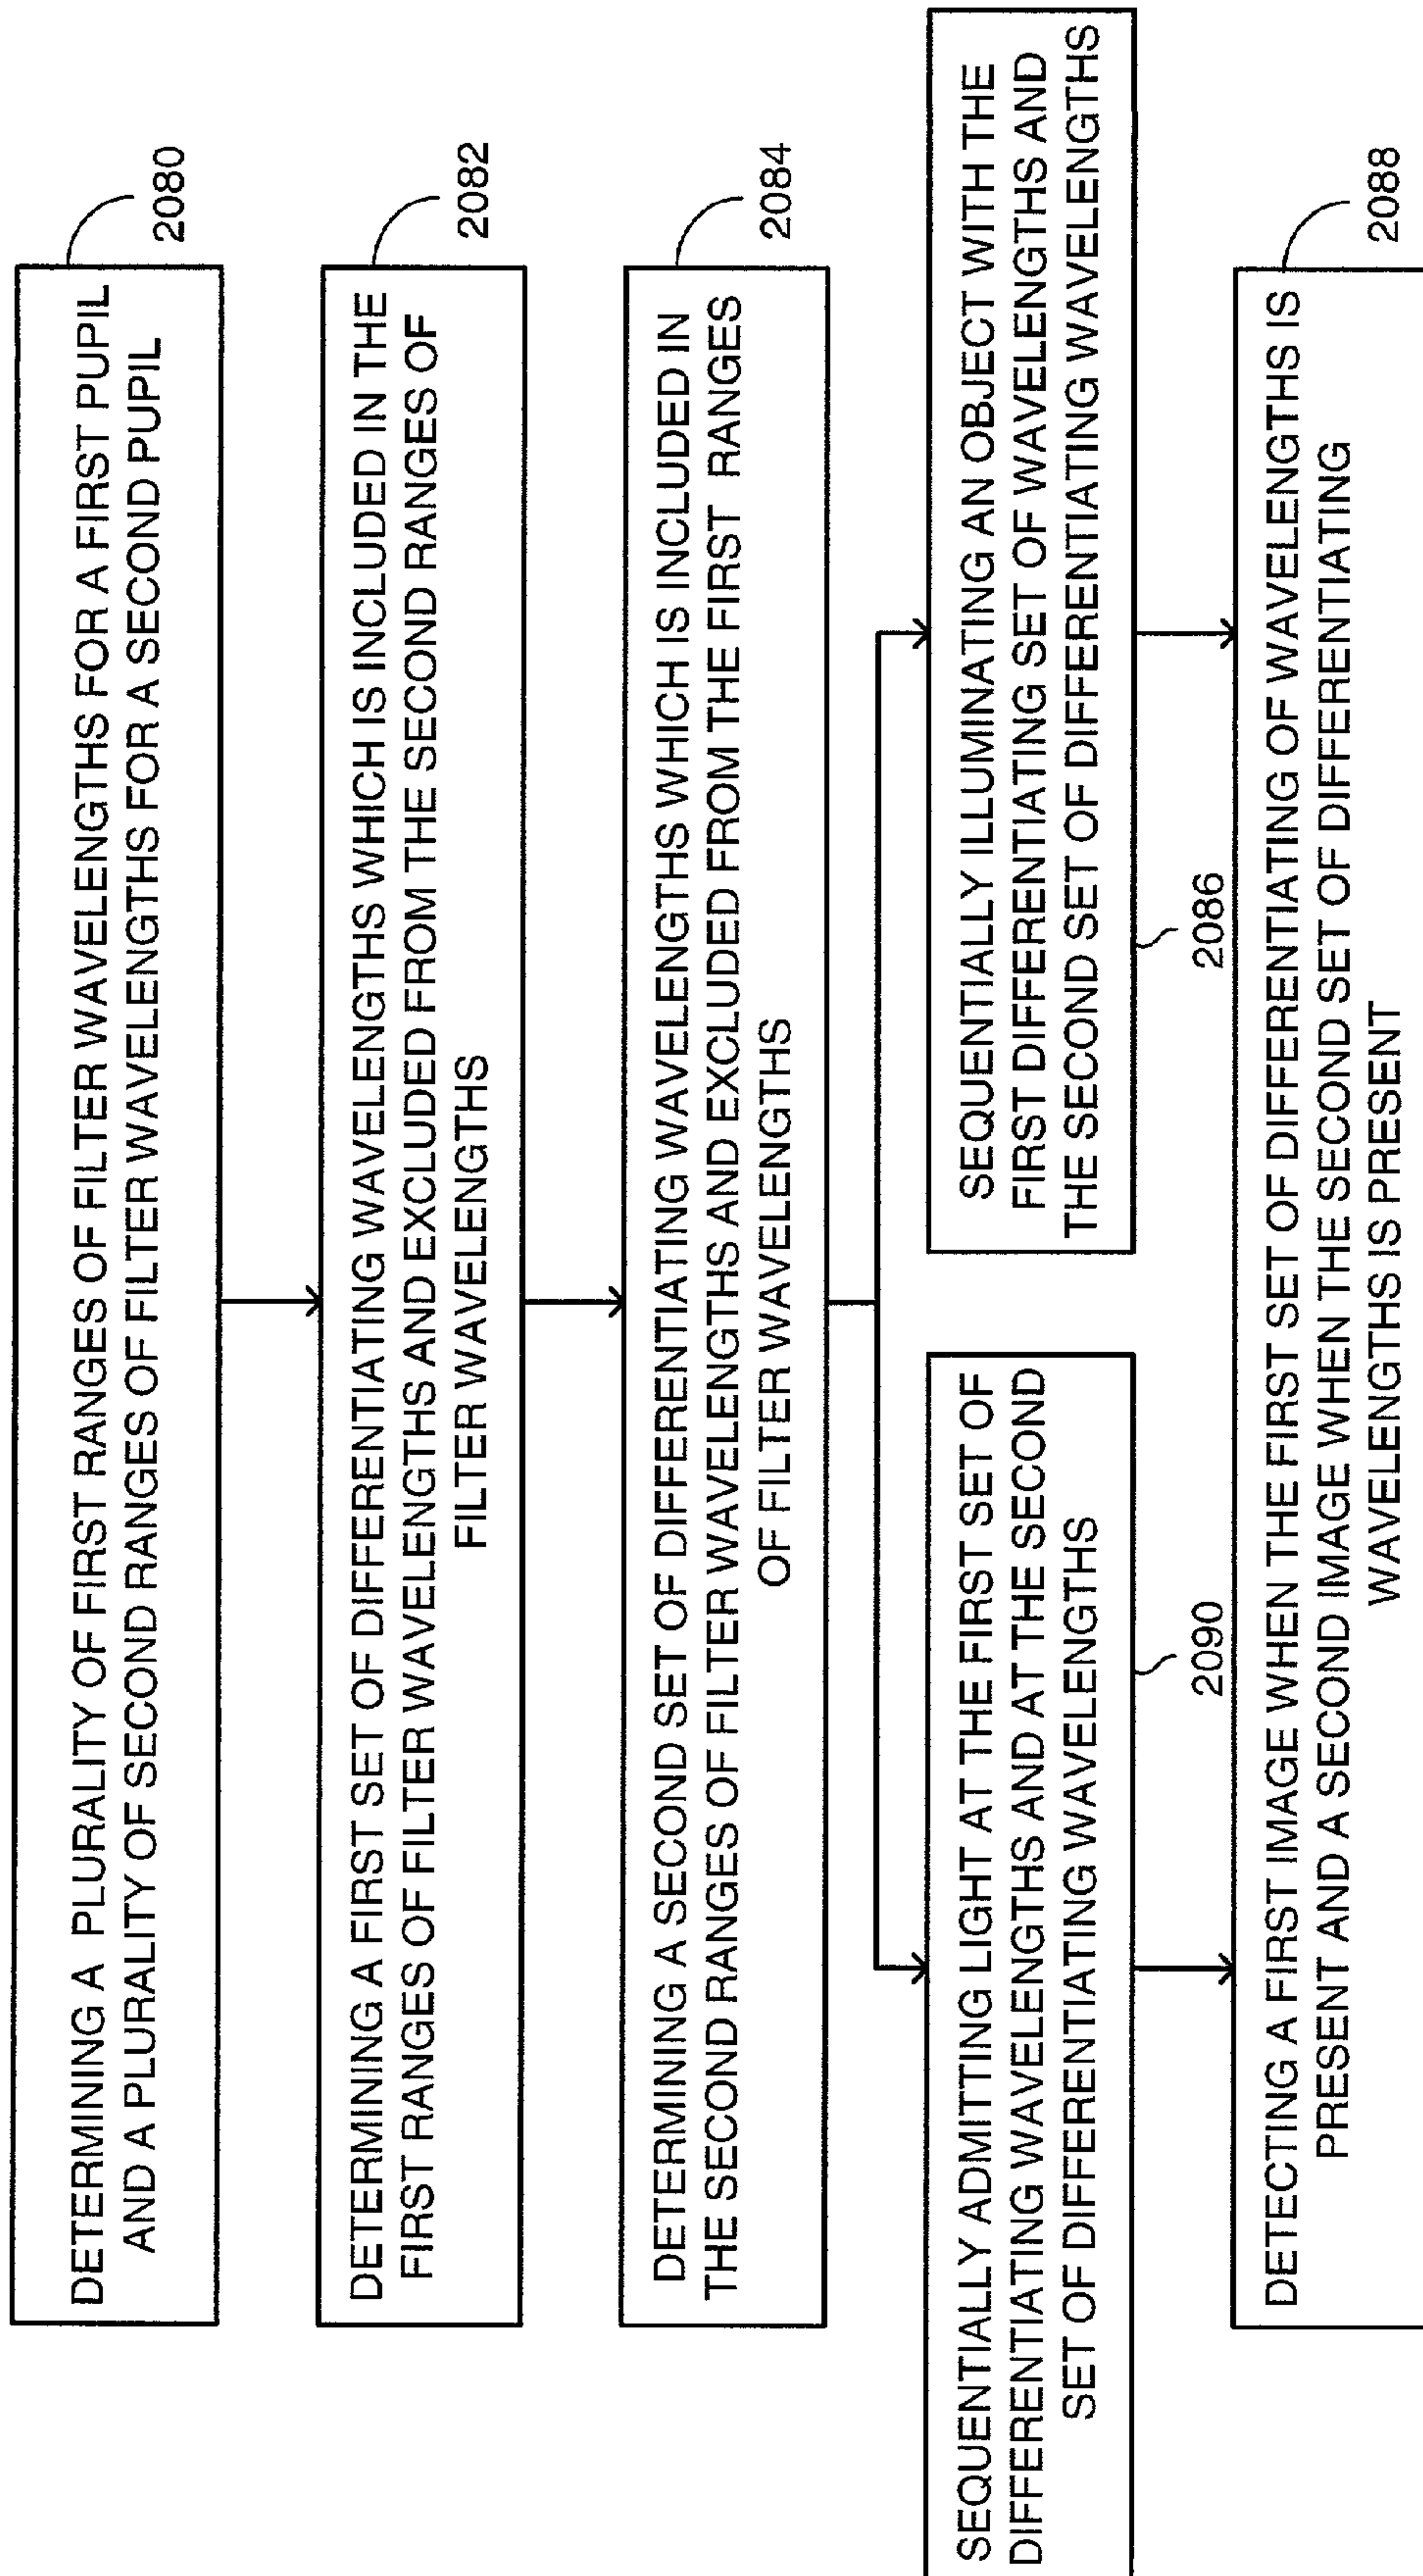 DETERMINING A PLURALITY OF FIRST RANGES OF FILTER WAVELENGTHS FOR A FIRST PUPIL
AND A PLURALITY OF SECOND RANGES OF FILTER WAVELENGTHS FOR A SECOND PUPIL
2080
DETERMINING A FIRST SET OF DIFFERENTIATING WAVELENGTHS WHICH IS INCLUDED IN THE
FIRST RANGES OF FILTER WAVELENGTHS AND EXCLUDED FROM THE SECOND RANGES OF
FILTER WAVELENGTHS
2082
DETERMINING A SECOND SET OF DIFFERENTIATING WAVELENGTHS WHICH IS INCLUDED IN
THE SECOND RANGES OF FILTER WAVELENGTHS AND EXCLUDED FROM THE FIRST RANGES
OF FILTER WAVELENGTHS
2084
SEQUENTIALLY ADMITTING LIGHT AT THE FIRST SET OF
DIFFERENTIATING WAVELENGTHS AND AT THE SECOND
SET OF DIFFERENTIATING WAVELENGTHS
2090
SEQUENTIALLY ILLUMINATING AN OBJECT WITH THE
FIRST DIFFERENTIATING SET OF WAVELENGTHS AND
THE SECOND SET OF DIFFERENTIATING WAVELENGTHS
2086
DETECTING A FIRST IMAGE WHEN THE FIRST SET OF DIFFERENTIATING OF WAVELENGTHS IS
PRESENT AND A SECOND IMAGE WHEN THE SECOND SET OF DIFFERENTIATING
WAVELENGTHS IS PRESENT
2088